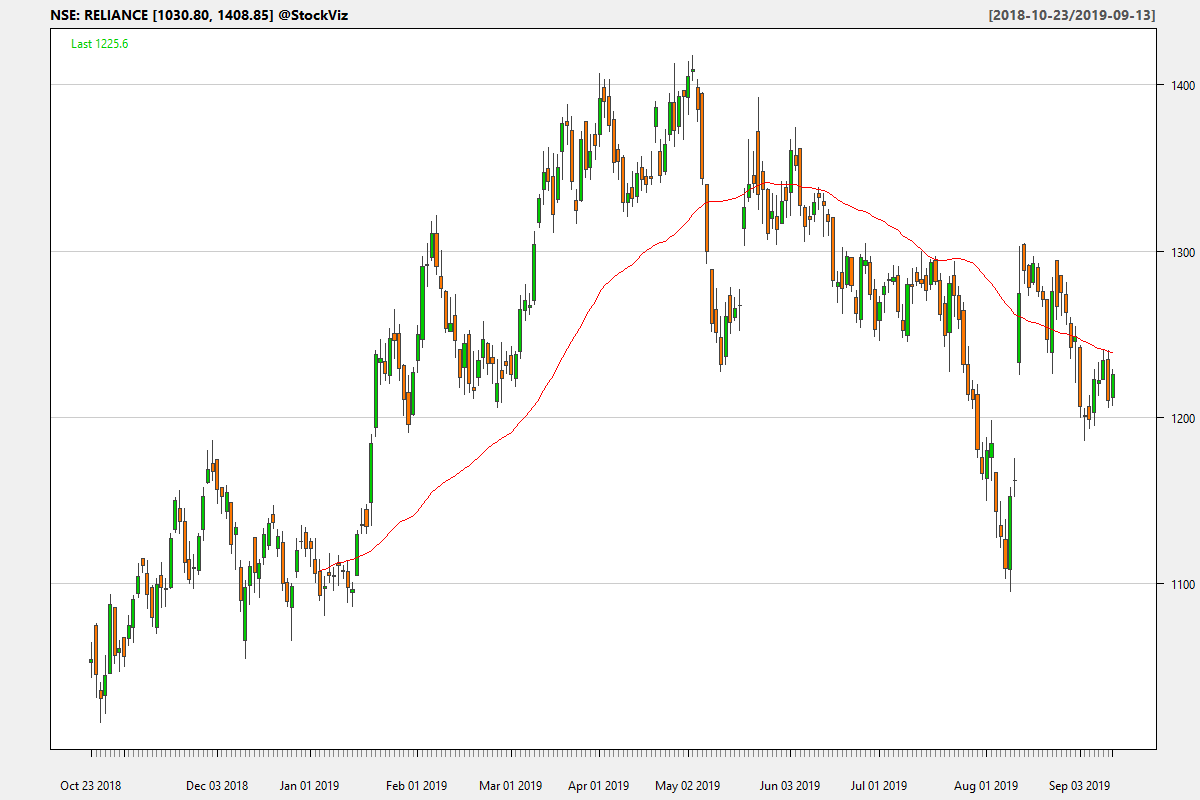 NSE: RELIANCE [1030.80, 1408.85] @StockViz
[2018-10-23/2019-09-13]
Last 1225.6
1400
1300
1200
1100
Oct 23 2018 Dec 03 2018 Jan 01 2019 Feb 01 2019 Mar 01 2019 Apr 01 2019 May 02 2019 Jun 03 2019 Jul 01 2019 Aug 01 2019 Sep 03 2019